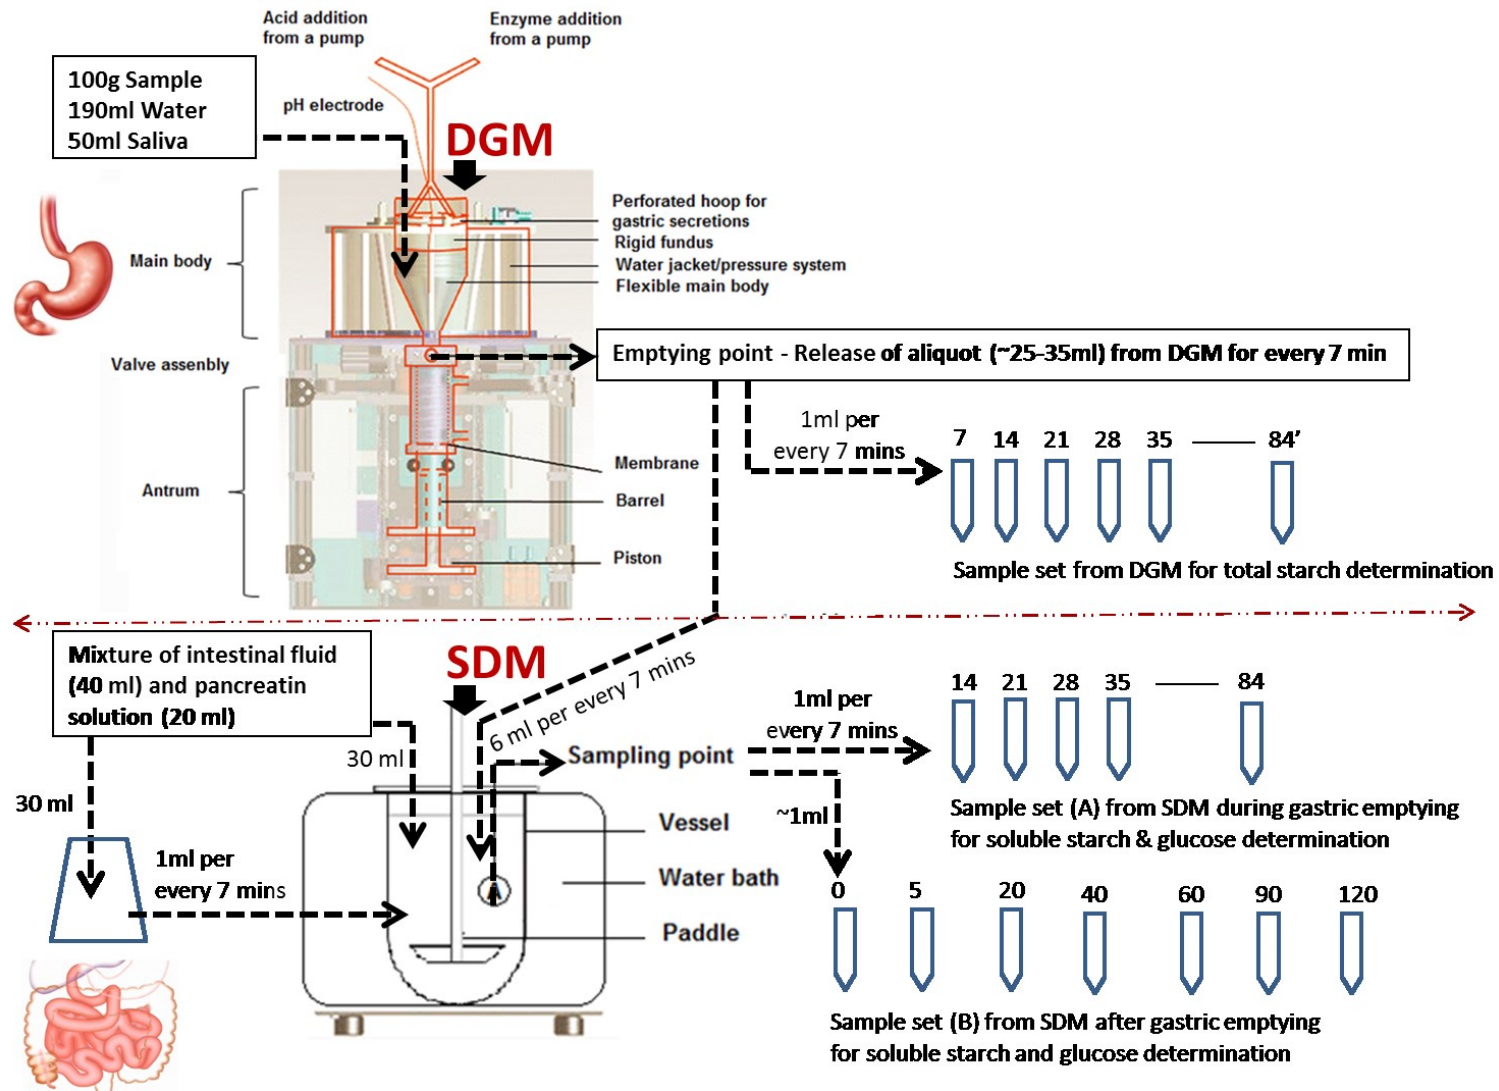 Acid addition
from a pump
Enzyme addition
from a pump
100g Sample
190ml Water
50ml Saliva
pH electrode
DGM
Perforated hoop for
gastric secretions
Rigid fundus
Water jacket/pressure system
Flexible main body
Main body
Valve assembly
Emptying point - Release of aliquot (~25-35ml) from DGM for every 7 min
1ml per
every 7 mins
7 14 21 28 35 84’
Membrane
Barrel
Antrum
Piston
Sample set from DGM for total starch determination
Mixture of intestinal fluid
(40 ml) and pancreatin
solution (20 ml)
SDM
6 ml per every 7 mins
30 ml
Sampling point
1ml per
every 7 mins
14 21 28 35 84
30 ml
~1ml
Sample set (A) from SDM during gastric emptying
for soluble starch & glucose determination
Vessel
1ml per
every 7 mins
A
Water bath
Paddle
0 5 20 40 60 90 120
Sample set (B) from SDM after gastric emptying
for soluble starch and glucose determination